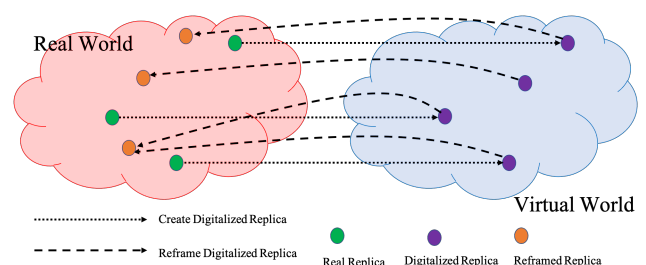 Real World
Virtual World
Create Digitalized Replica
Reframe Digitalized Replica
Real Replica
Digitalized Replica
Reframed Replica